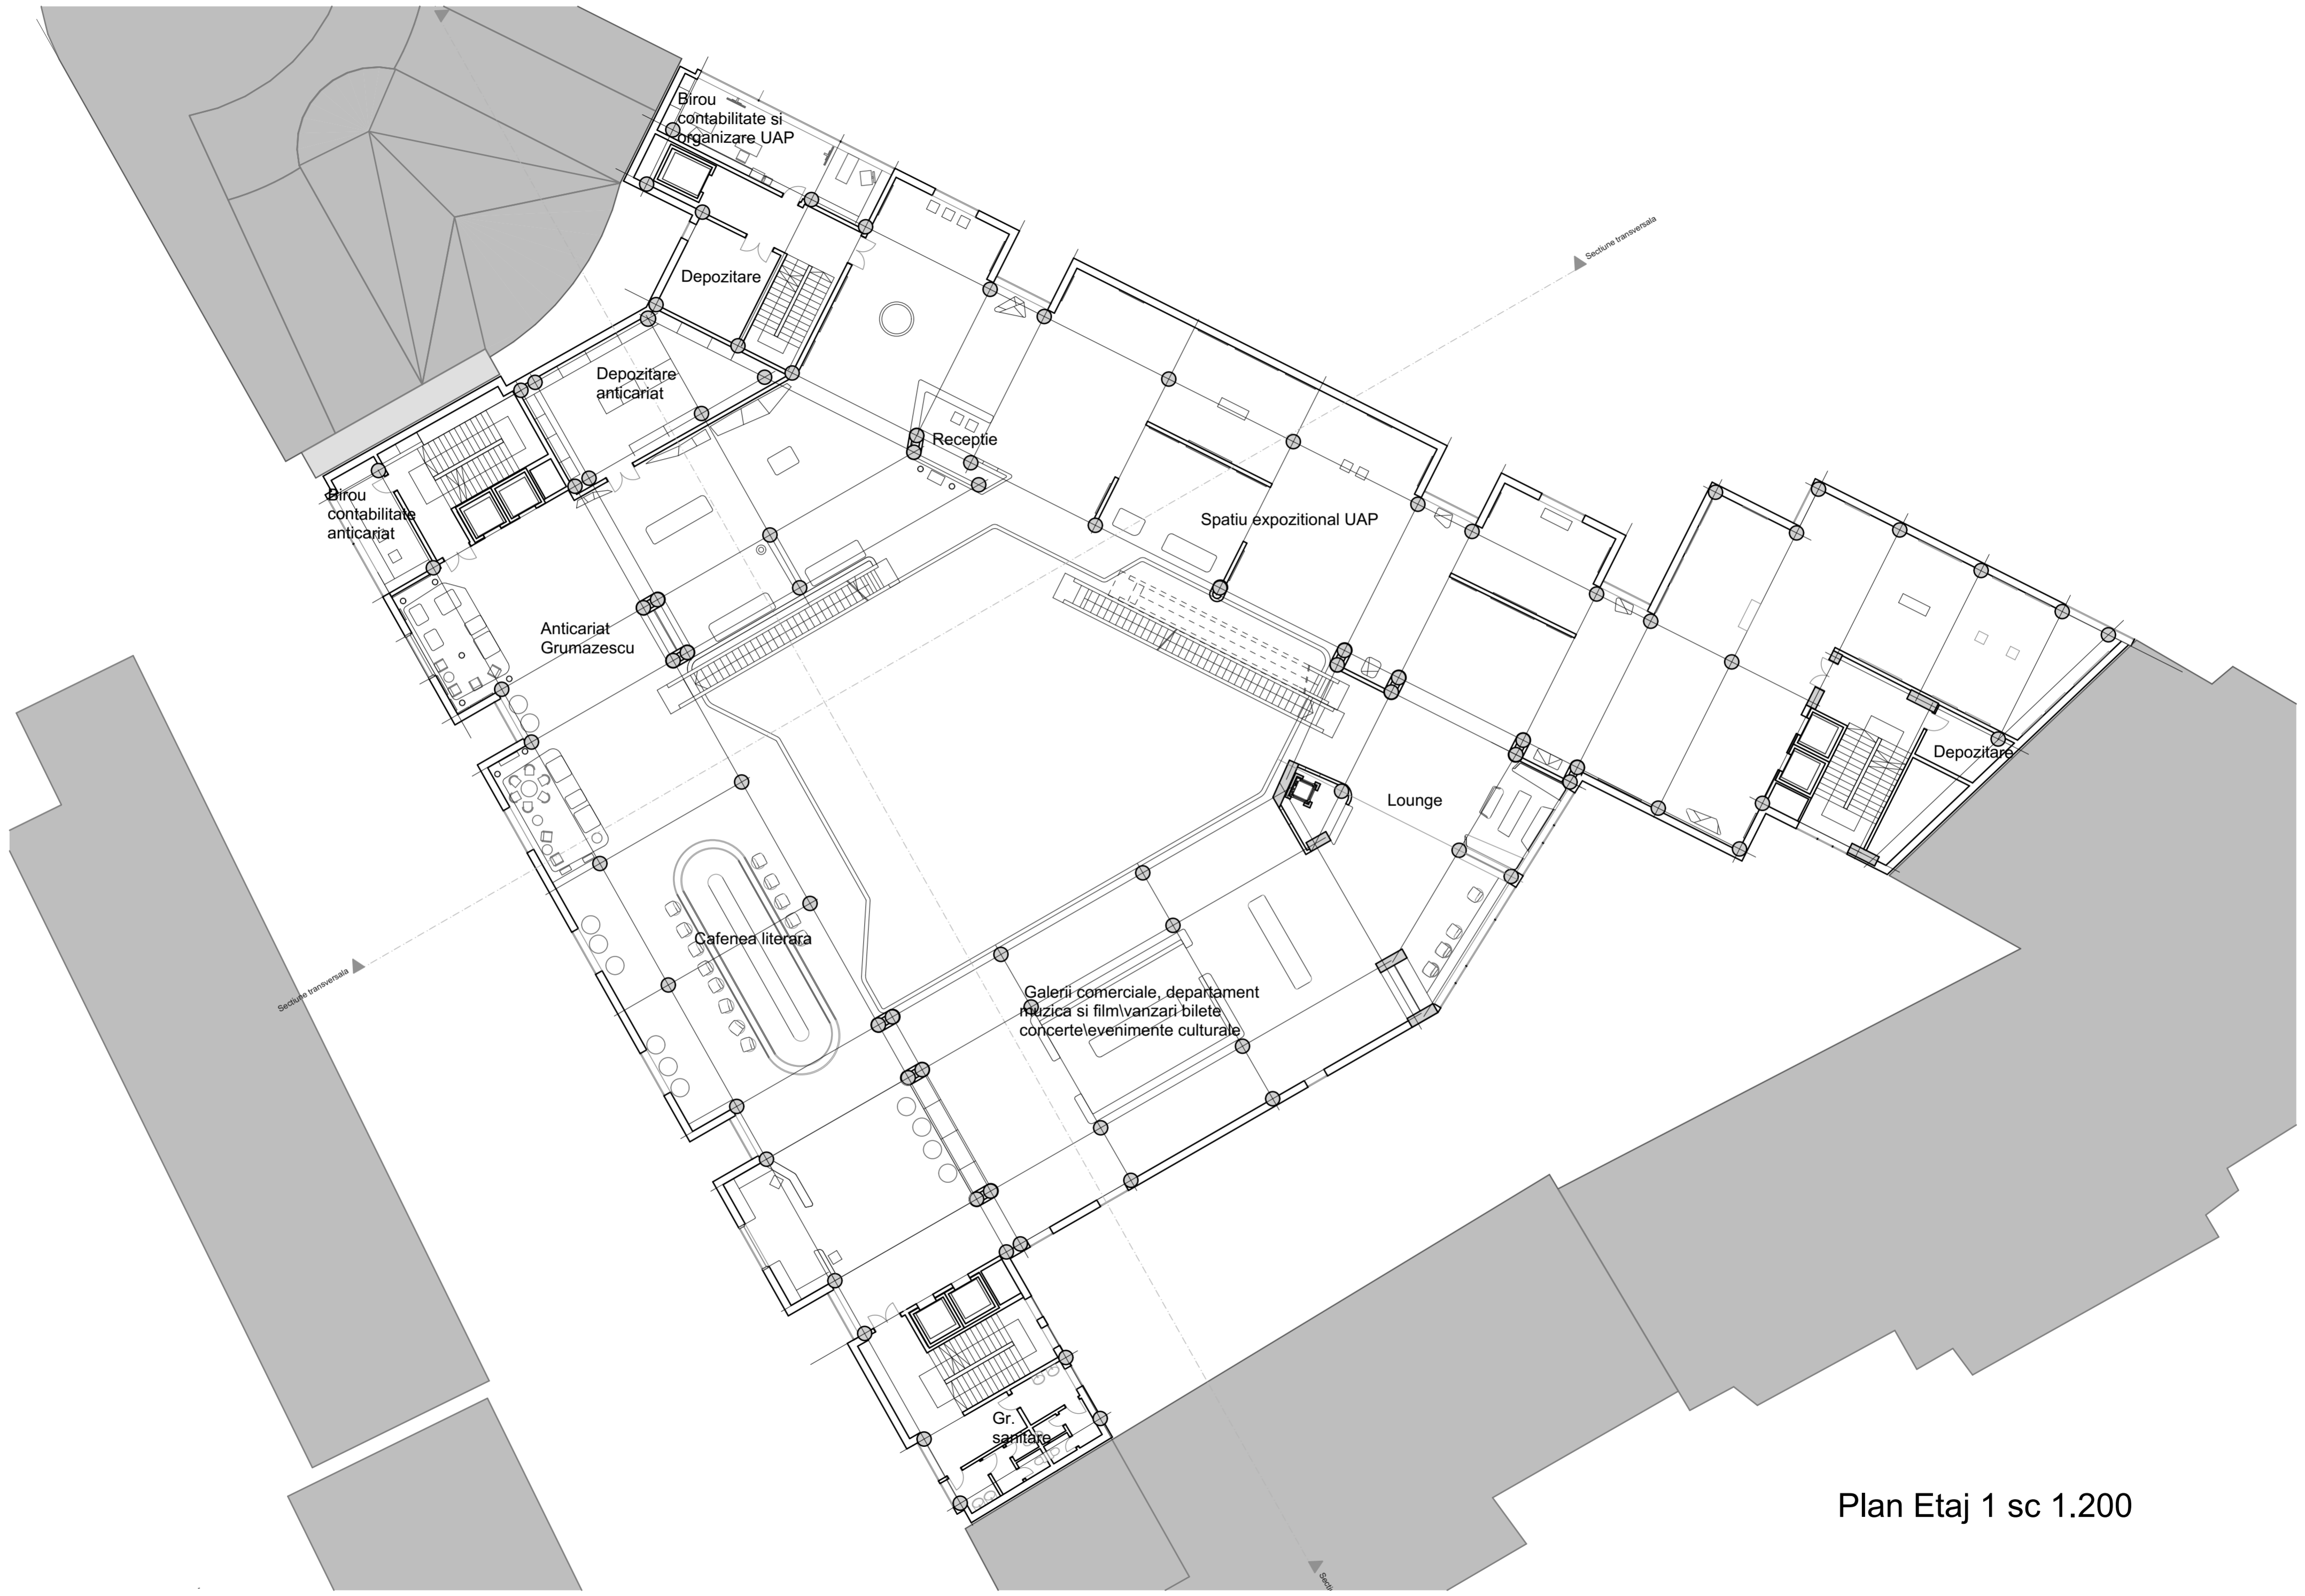 Birou
contabilitate si
organizare UAP
Sectiune transversala
Depozitare
Depozitare
anticariat
Receptie
Birou
contabilitate
anticariat
Spatiu expozitional UAP
Anticariat
Grumazescu
Depozitare
Lounge
Cafenea literara
Sectiune transversala
Galerii comerciale, departament
muzica si film\vanzari bilete
concerte\evenimente culturale
Gr.
sanitare
Plan Etaj 1 sc 1.200